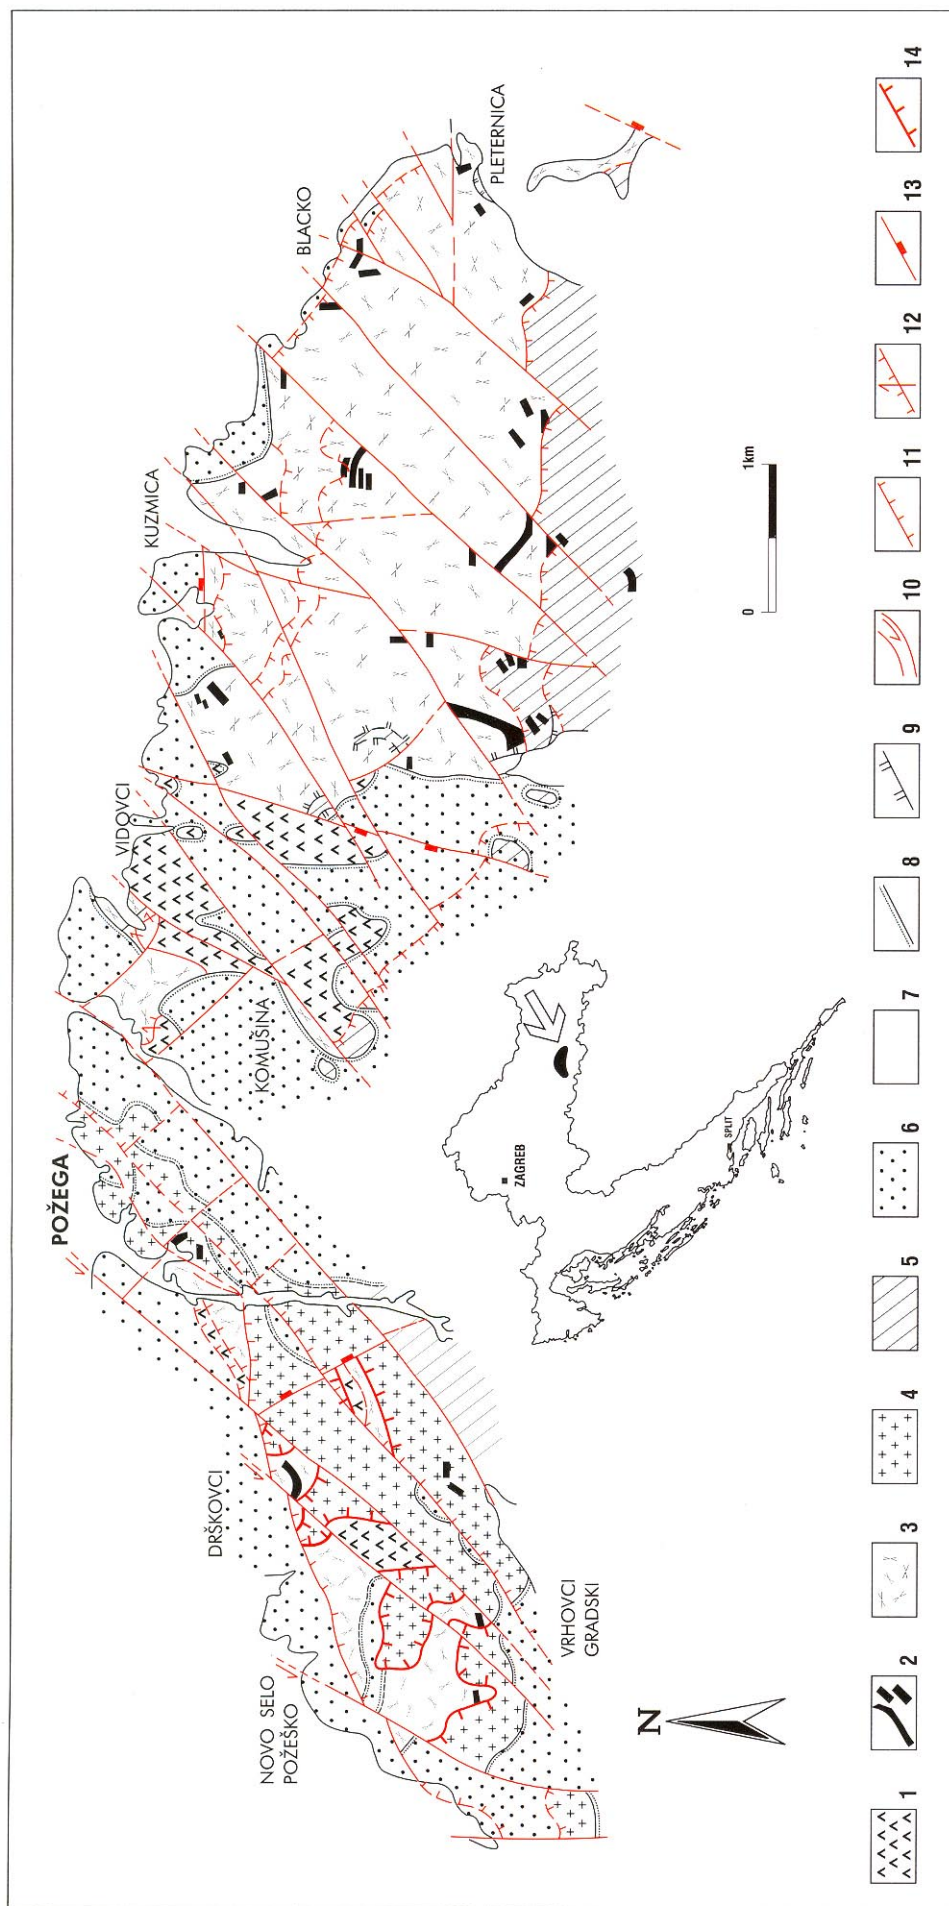 POŽEGA
VIDOVCI
KUZMICA
BLACKO
PLETERNICA
KOMUŠINA
DRŠKOVCI
NOVO SELO
POŽEŠKO
VRHOVCI
GRADSKI
N
ZAGREB
SPLIT
0 1km
1 2 3 4 5 6 7 8 9 10 11 12 13 14